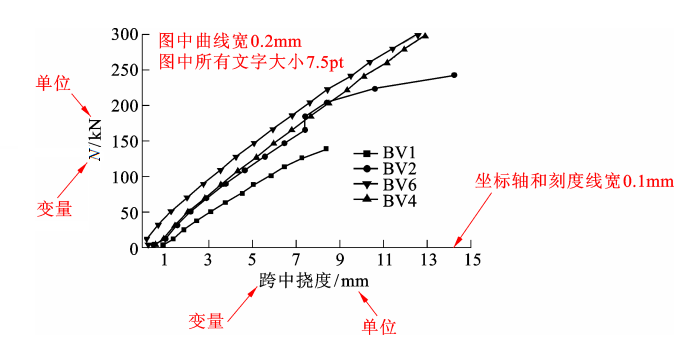 图中曲线宽0.2mm
图中所有文字大小7.5pt
单位
N/kN
变量
300
250
200
150
100
50
0
BV1
BV2
BV6
BV4
坐标轴和刻度线宽0.1mm
1 3 5 7 9 11 13 15
跨中挠度/mm
变量
单位